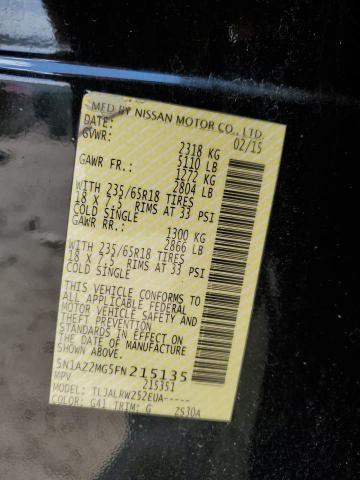 MFD BY NISSAN MOTOR CO., LTD.
DATE: 02/15
GVWR: 2318 KG
5110 LB
GAWR FR.: 1272 KG
2804 LB
WITH 235/65R18 TIRES
18 X 7.5 RIMS AT 33 PSI
COLD SINGLE
GAWR RR.: 1300 KG
2866 LB
WITH 235/65R18 TIRES
18 X 7.5 RIMS AT 33 PSI
COLD SINGLE
THIS VEHICLE CONFORMS TO
ALL APPLICABLE FEDERAL
MOTOR VEHICLE SAFETY AND
THEFT PREVENTION
STANDARDS IN EFFECT ON
THE DATE OF MANUFACTURE
SHOWN ABOVE.
5N1AZ2MG5FN215135
MPV 215351
MODEL: TL3ALRWZ52EUA-----
COLOR: G41 TRIM: G ZS30A